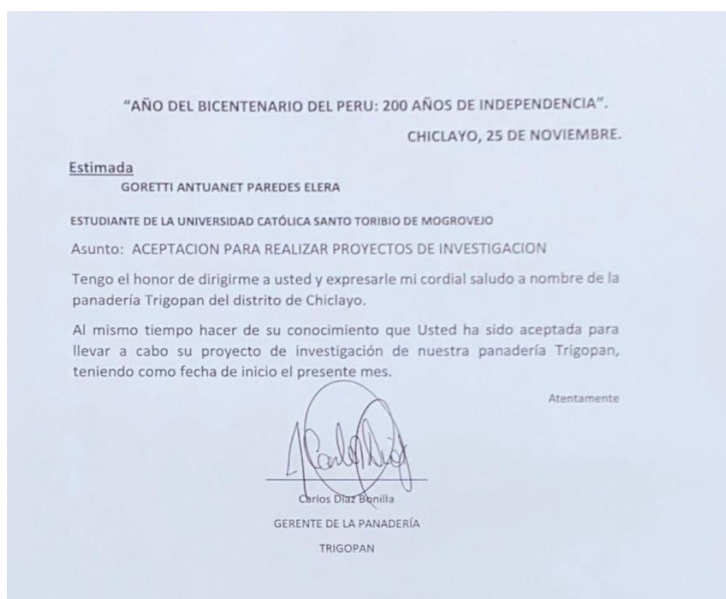 "AÑO DEL BICENTENARIO DEL PERU: 200 AÑOS DE INDEPENDENCIA".
CHICLAYO, 25 DE NOVIEMBRE.
Estimada
GORETTI ANTUANET PAREDES ELERA
ESTUDIANTE DE LA UNIVERSIDAD CATÓLICA SANTO TORIBIO DE MOGROVEJO
Asunto: ACEPTACION PARA REALIZAR PROYECTOS DE INVESTIGACION
Tengo el honor de dirigirme a usted y expresarle mi cordial saludo a nombre de la
panadería Trigopan del distrito de Chiclayo.
Al mismo tiempo hacer de su conocimiento que Usted ha sido aceptada para
llevar a cabo su proyecto de investigación de nuestra panadería Trigopan,
teniendo como fecha de inicio el presente mes.
Atentamente
Carlos Díaz Bonilla
GERENTE DE LA PANADERÍA
TRIGOPAN